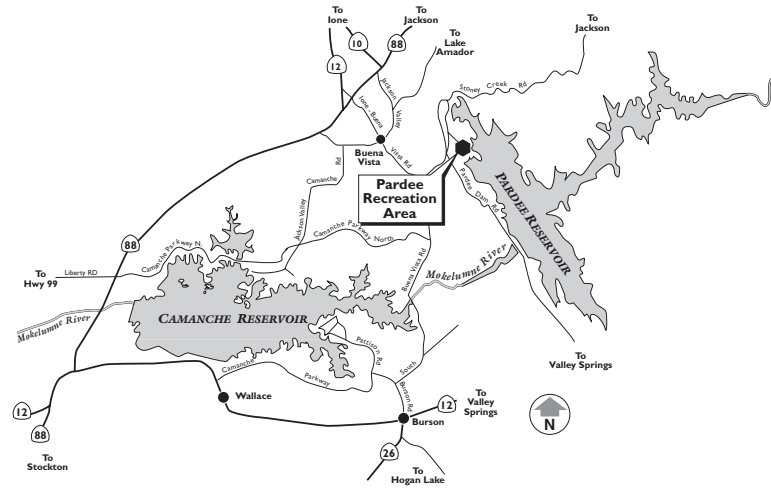 To
Ione
10
To
Jackson
88
12
To
Lake
Amador
To
Jackson
Stoney Creek Rd
Jackson
Valley
Ione - Buena
Vista Rd
Buena
Vista
Camanche
Rd
Jackson Valley
Pardee
Recreation
Area
Pardee Dam Rd
PARDEE RESERVOIR
88
Camanche Parkway N.
Camanche Parkway North
To
Hwy 99
Liberty RD
Buena Vista Rd
Mokelumne River
Mokelumne River
CAMANCHE RESERVOIR
Pattison
Rd
South
Camanche
Parkway
To
Valley Springs
Wallace
Burson Rd
12
To
Valley
Springs
Burson
N
12
88
To
Stockton
26
To
Hogan Lake